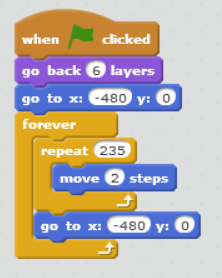 when clicked
go back 6 layers
go to x: -480 y: 0
forever
repeat 235
move 2 steps
go to x: -480 y: 0